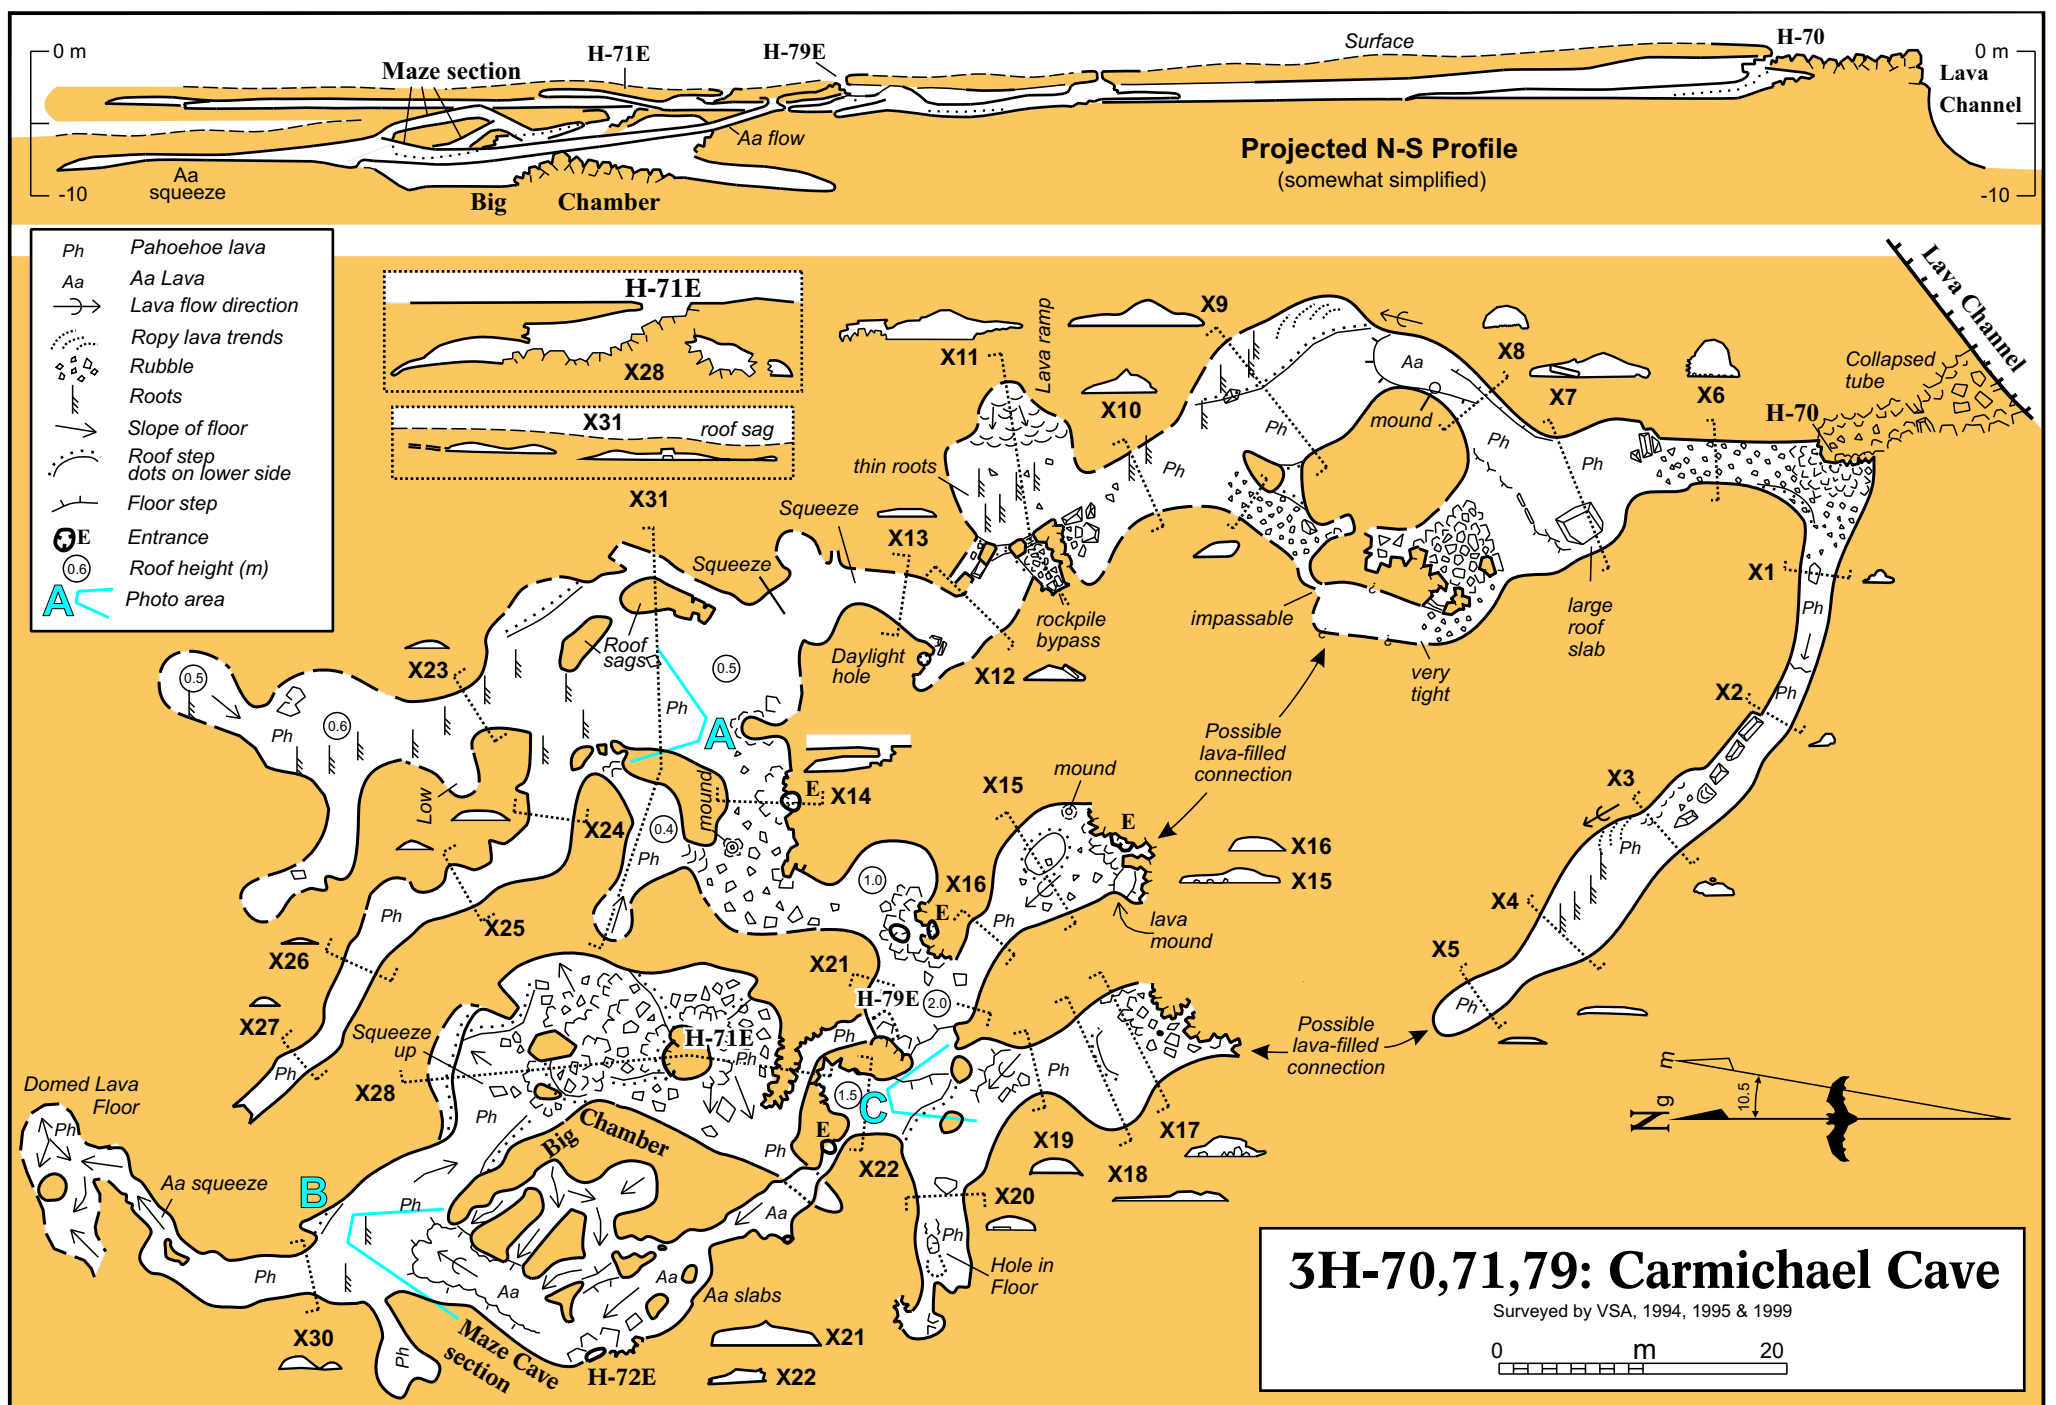 0 m
-10
Maze section
H-71E
H-79E
Surface
H-70
0 m
Lava
Channel
-10
Aa flow
Aa
squeeze
Big Chamber
Projected N-S Profile
(somewhat simplified)
Ph Pahoehoe lava
Aa Aa Lava
Lava flow direction
Ropy lava trends
Rubble
Roots
Slope of floor
Roof step
dots on lower side
Floor step
E Entrance
0.6 Roof height (m)
A Photo area
H-71E
X28
X31
roof sag
X31
X11
Lava ramp
X10
X9
X8
X7
X6
Lava Channel
Collapsed
tube
H-70
Aa
mound
Ph
Ph
Ph
Ph
thin roots
Squeeze
X13
Squeeze
rockpile
bypass
X12
Daylight
hole
impassable
very
tight
large
roof
slab
X1
Ph
X2
Ph
X3
Ph
X4
X5
Ph
Possible
lava-filled
connection
Possible
lava-filled
connection
Roof
sags
0.5
Ph
A
X23
0.5
Ph
0.6
Low
X24
0.4
Ph
mound
E
X14
X25
Ph
X26
X27
Ph
1.0
E
X16
X15
mound
E
X16
X15
Ph
lava
mound
X21
H-79E
2.0
Ph
Squeeze
up
X28
H-71E
Ph
Ph
Big Chamber
Ph
1.5
C
E
X22
Ph
X19
X18
X17
X20
Ph
Hole in
Floor
Domed Lava
Floor
Ph
Aa squeeze
B
Ph
Ph
X30
Ph
Aa
Aa
Aa
Aa slabs
Maze Cave
section
H-72E
X21
X22
m
10.5
Ng
3H-70,71,79: Carmichael Cave
Surveyed by VSA, 1994, 1995 & 1999
0 m 20